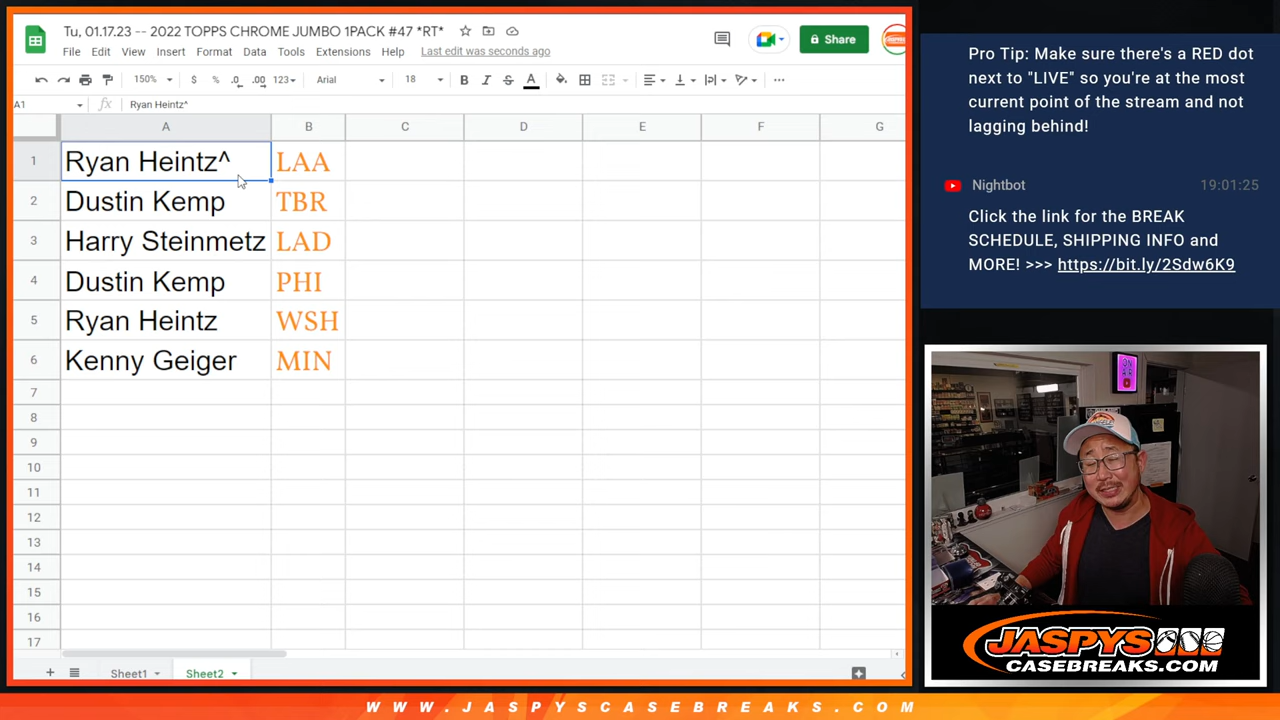 Tu, 01.17.23 -- 2022 TOPPS CHROME JUMBO 1PACK #47 *RT*
File Edit View Insert Format Data Tools Extensions Help Last edit was seconds ago
Share
150% $ % .0 .00 123 Arial 18 B I S A
A1 fx Ryan Heintz^
A B C D E F G
1 Ryan Heintz^ LAA
2 Dustin Kemp TBR
3 Harry Steinmetz LAD
4 Dustin Kemp PHI
5 Ryan Heintz WSH
6 Kenny Geiger MIN
7
8
9
10
11
12
13
14
15
16
17
Sheet1 Sheet2
Pro Tip: Make sure there's a RED dot
next to "LIVE" so you're at the most
current point of the stream and not
lagging behind!
Nightbot 19:01:25
Click the link for the BREAK
SCHEDULE, SHIPPING INFO and
MORE! >>> https://bit.ly/2Sdw6K9
ON
AIR
JASPYS
CASEBREAKS.COM
WWW.JASPYSCASEBREAKS.COM